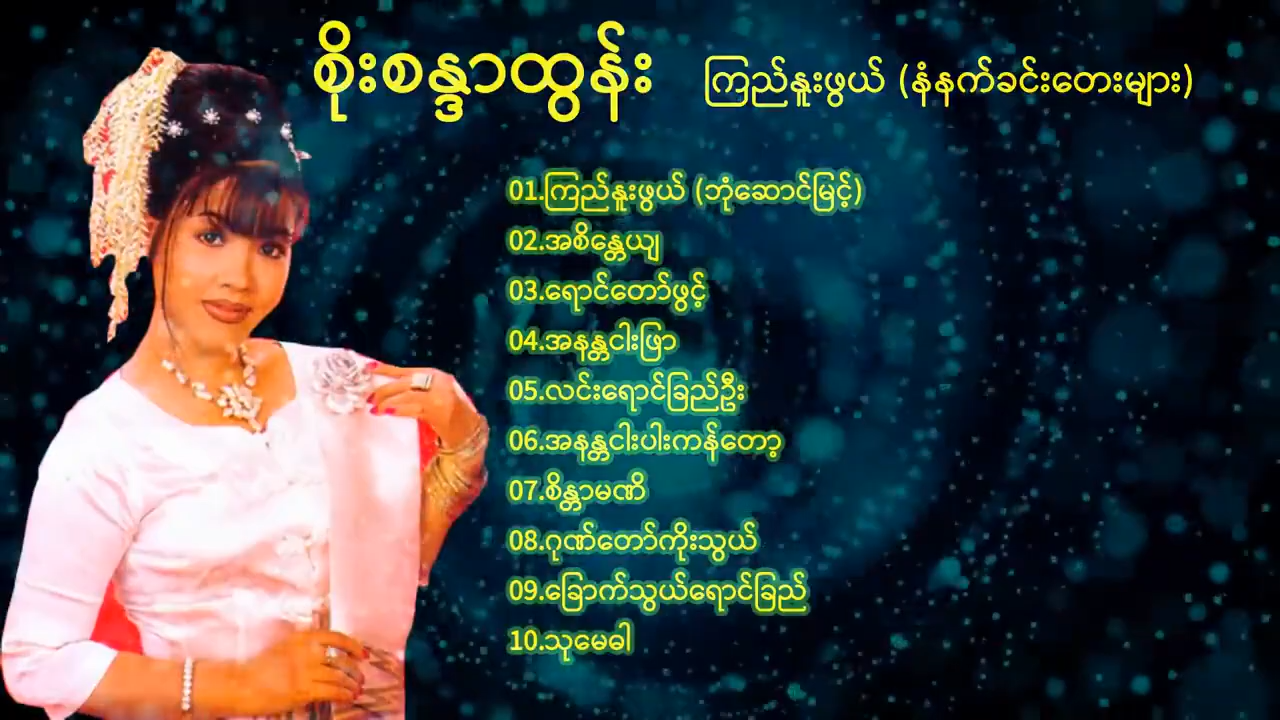 စိုးစန္ဒာထွန်း ကြည်နူးဖွယ် (နံနက်ခင်းတေးများ)
01.ကြည်နူးဖွယ် (ဘုံဆောင်မြင့်)
02.အစိန္တေယျ
03.ရောင်တော်ဖွင့်
04.အနန္တငါးဖြာ
05.လင်းရောင်ခြည်ဦး
06.အနန္တငါးပါးကန်တော့
07.စိန္တာမဏိ
08.ဂုဏ်တော်ကိုးသွယ်
09.ခြောက်သွယ်ရောင်ခြည်
10.သုမေဓါ